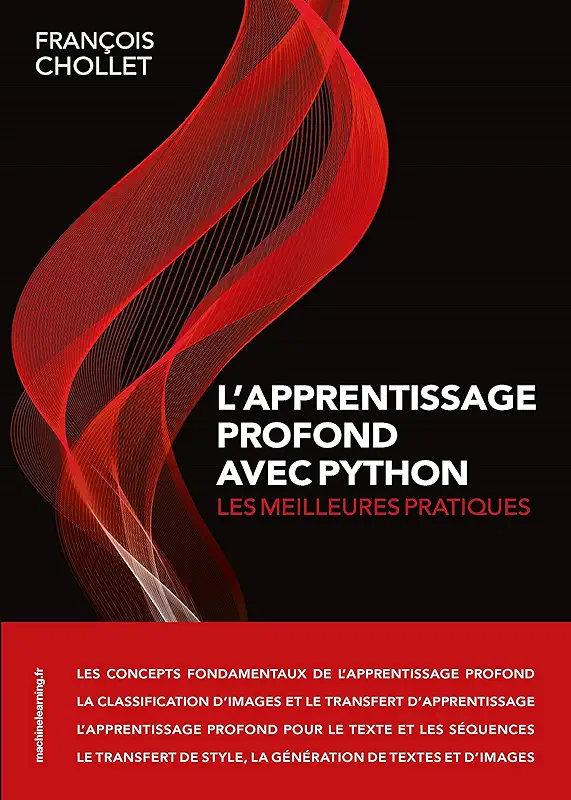 FRANÇOIS
CHOLLET
L'APPRENTISSAGE
PROFOND
AVEC PYTHON
LES MEILLEURES PRATIQUES
machinelearning.fr
LES CONCEPTS FONDAMENTAUX DE L'APPRENTISSAGE PROFOND
LA CLASSIFICATION D'IMAGES ET LE TRANSFERT D'APPRENTISSAGE
L'APPRENTISSAGE PROFOND POUR LE TEXTE ET LES SÉQUENCES
LE TRANSFERT DE STYLE, LA GÉNÉRATION DE TEXTES ET D'IMAGES